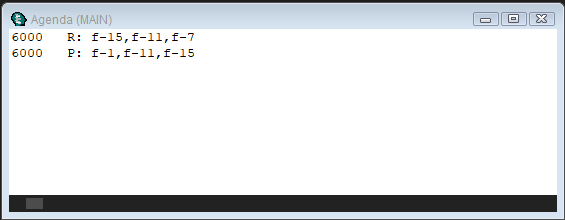 Agenda (MAIN)
6000   R: f-15,f-11,f-7
6000   P: f-1,f-11,f-15